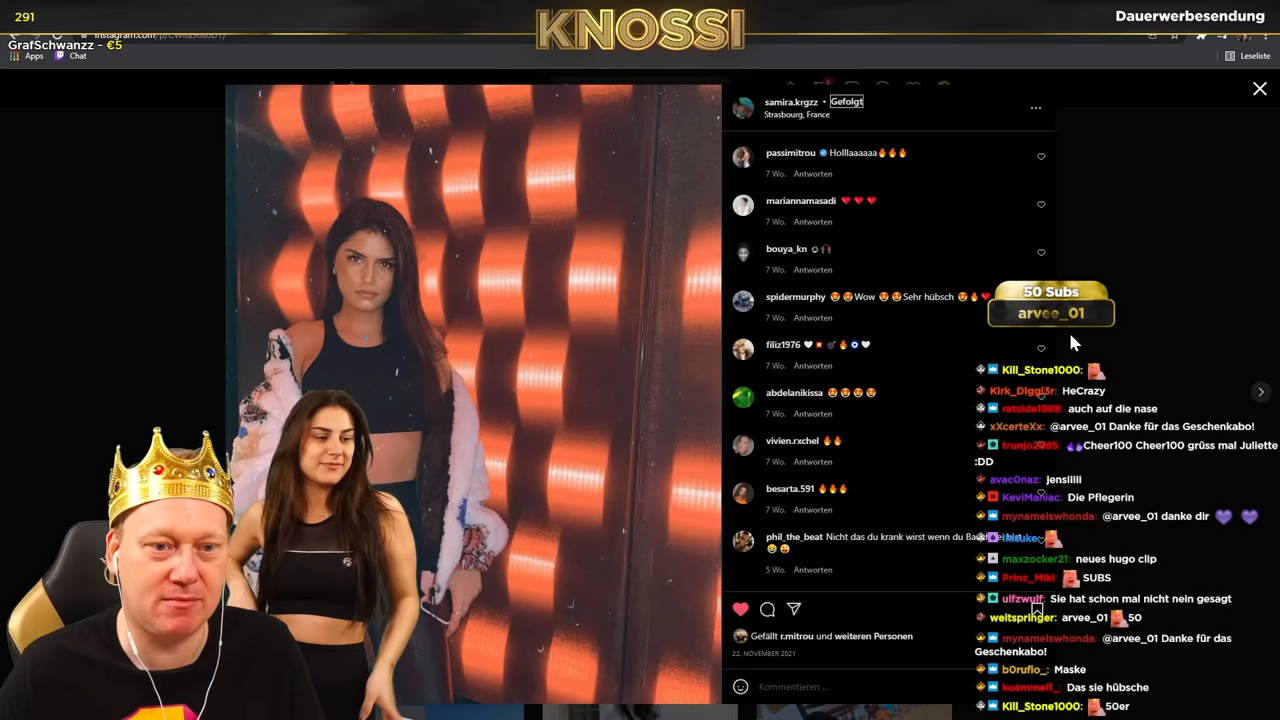 291
KNOSSI
Dauerwerbesendung
GrafSchwanzz - €5
Apps
Chat
Leseliste
samira.krgzz • Gefolgt
Strasbourg, France
passimitrou Holllaaaaaa🔥🔥🔥
7 Wo. Antworten
mariannamasadi ❤️ ❤️ ❤️
7 Wo. Antworten
bouya_kn
7 Wo. Antworten
spidermurphy 😍😍Wow 😍😍Sehr hübsch 😍🔥❤️
7 Wo. Antworten
filiz1976 🤍💥💣🔥🧿🤍
7 Wo. Antworten
abdelanikissa 😍😍😍😍
7 Wo. Antworten
vivien.rxchel 🔥🔥
7 Wo. Antworten
besarta.591 🔥🔥🔥
7 Wo. Antworten
phil_the_beat Nicht das du krank wirst wenn du
😂😛
5 Wo. Antworten
Gefällt r.mitrou und weiteren Personen
22. NOVEMBER 2021
Kommentieren ...
50 Subs
arvee_01
Kill_Stone1000:
Kirk_DIggl3r: HeCrazy
ratside1988: auch auf die nase
xXcerteXx: @arvee_01 Danke für das Geschenkabo!
trunjo2985: Cheer100 Cheer100 grüss mal Juliette
:DD
avac0naz: jensiiiii
KeviManiac: Die Pflegerin
mynameiswhonda: @arvee_01 danke dir 💜 💜
maxzocker21: neues hugo clip
Prinz_Miki: SUBS
ulfzwulf: Sie hat schon mal nicht nein gesagt
weltspringer: arvee_01 50
mynameiswhonda: @arvee_01 Danke für das
Geschenkabo!
b0ruflo_: Maske
kuemmel1_: Das sie hübsche
Kill_Stone1000: 50er